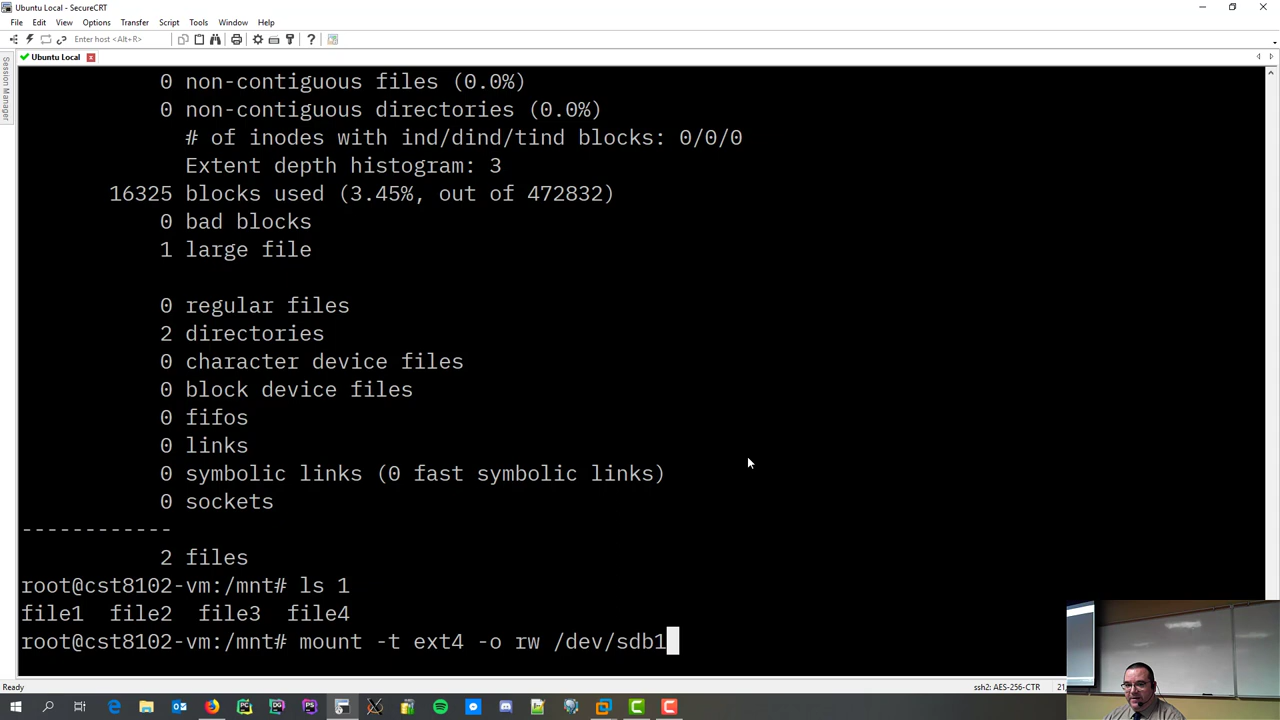 Ubuntu Local - SecureCRT
File Edit View Options Transfer Script Tools Window Help
Enter host <Alt+R>
Ubuntu Local
Session Manager
0 non-contiguous files (0.0%)
0 non-contiguous directories (0.0%)
# of inodes with ind/dind/tind blocks: 0/0/0
Extent depth histogram: 3
16325 blocks used (3.45%, out of 472832)
0 bad blocks
1 large file
0 regular files
2 directories
0 character device files
0 block device files
0 fifos
0 links
0 symbolic links (0 fast symbolic links)
0 sockets
------------
2 files
root@cst8102-vm:/mnt# ls 1
file1 file2 file3 file4
root@cst8102-vm:/mnt# mount -t ext4 -o rw /dev/sdb1
Ready
ssh2: AES-256-CTR
21,